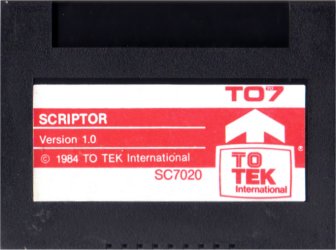 TO7
SCRIPTOR
Version 1.0
© 1984 TO TEK International
SC7020
TO
TEK
International
®